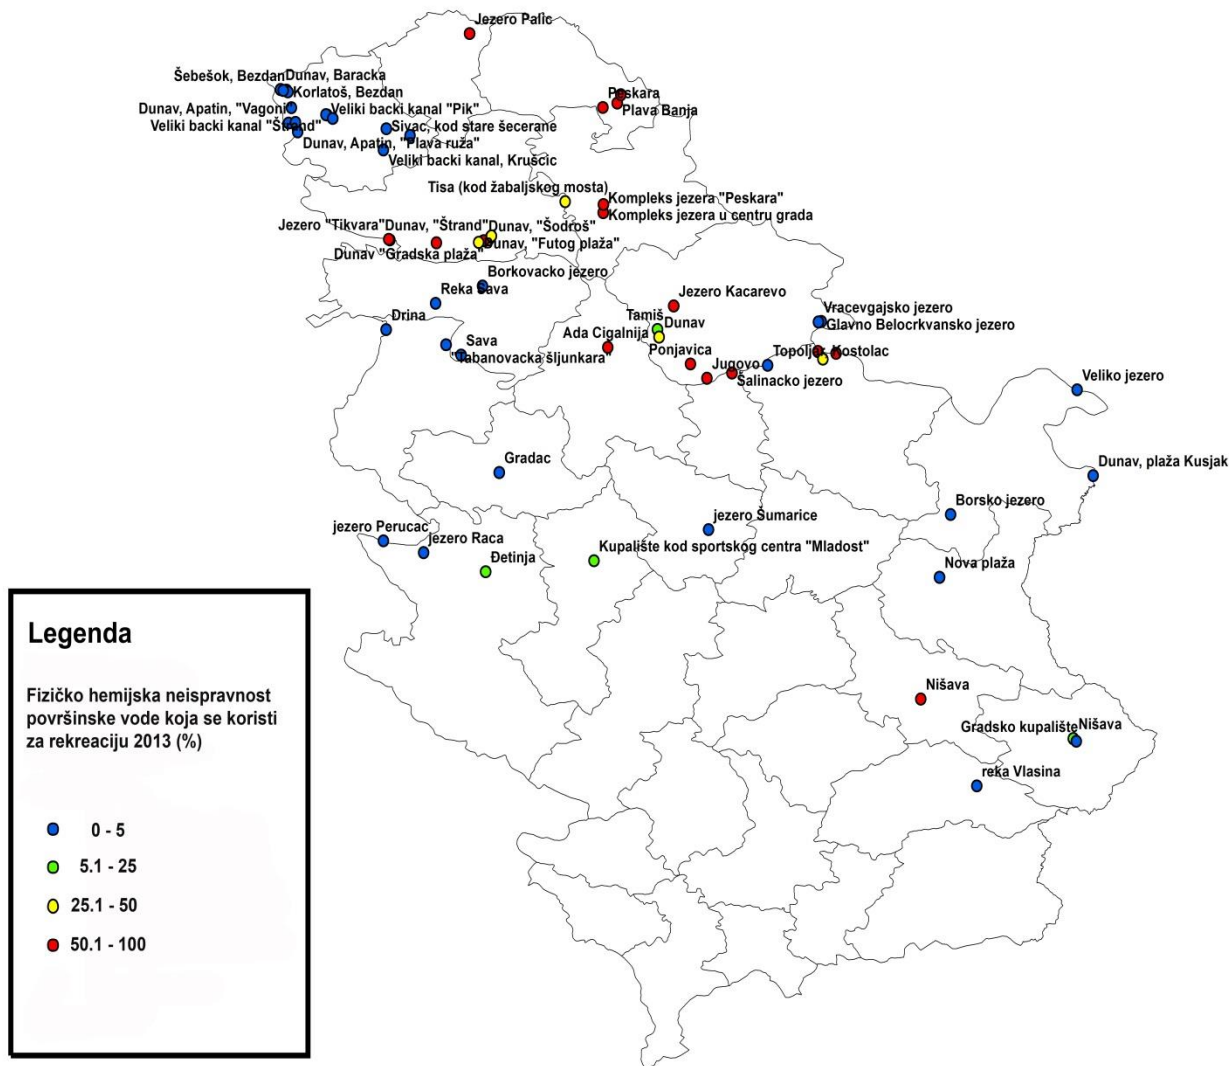 Jezero Palic
Šebešok, Bezdan
Dunav, Baracka
Korlatoš, Bezdan
Peskara
Plava Banja
Dunav, Apatin, "Vagoni"
Veliki backi kanal "Pik"
Veliki backi kanal "Štrand"
Sivac, kod stare šecerane
Dunav, Apatin, "Plava ruža"
Veliki backi kanal, Krušcic
Tisa (kod žabaljskog mosta)
Kompleks jezera "Peskara"
Kompleks jezera u centru grada
Jezero "Tikvara"
Dunav, "Štrand"
Dunav, "Šodroš"
Dunav "Gradska plaža"
Dunav, "Futog plaža"
Borkovacko jezero
Reka Sava
Jezero Kacarevo
Drina
Tamiš
Dunav
Vracevgajsko jezero
Glavno Belocrkvansko jezero
Sava
"Tabanovacka šljunkara"
Ada Cigalnija
Ponjavica
Jugovo
Topoljar, Kostolac
Šalinacko jezero
Veliko jezero
Gradac
Dunav, plaža Kusjak
Borsko jezero
jezero Perucac
jezero Raca
jezero Šumarice
Kupalište kod sportskog centra "Mladost"
Đetinja
Nova plaža
Nišava
Gradsko kupalište
Nišava
reka Vlasina
Legenda
Fizičko hemijska neispravnost
površinske vode koja se koristi
za rekreaciju 2013 (%)
0 - 5
5.1 - 25
25.1 - 50
50.1 - 100